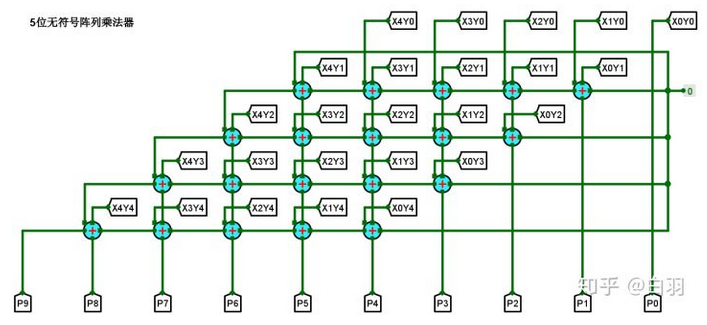 5位无符号阵列乘法器
X4Y0 X3Y0 X2Y0 X1Y0 X0Y0
X4Y1 X3Y1 X2Y1 X1Y1 X0Y1
0
X4Y2 X3Y2 X2Y2 X1Y2 X0Y2
X4Y3 X3Y3 X2Y3 X1Y3 X0Y3
X4Y4 X3Y4 X2Y4 X1Y4 X0Y4
P9 P8 P7 P6 P5 P4 P3 P2 P1 P0
知乎 @白羽